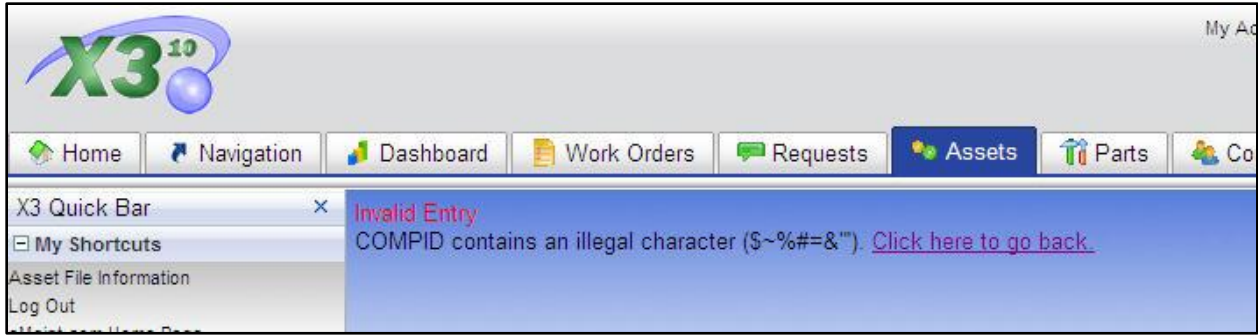 X3 10
My Ac
Home
Navigation
Dashboard
Work Orders
Requests
Assets
Parts
Co
X3 Quick Bar
My Shortcuts
Asset File Information
Log Out
Invalid Entry
COMPID contains an illegal character ($~%#=&'"). Click here to go back.